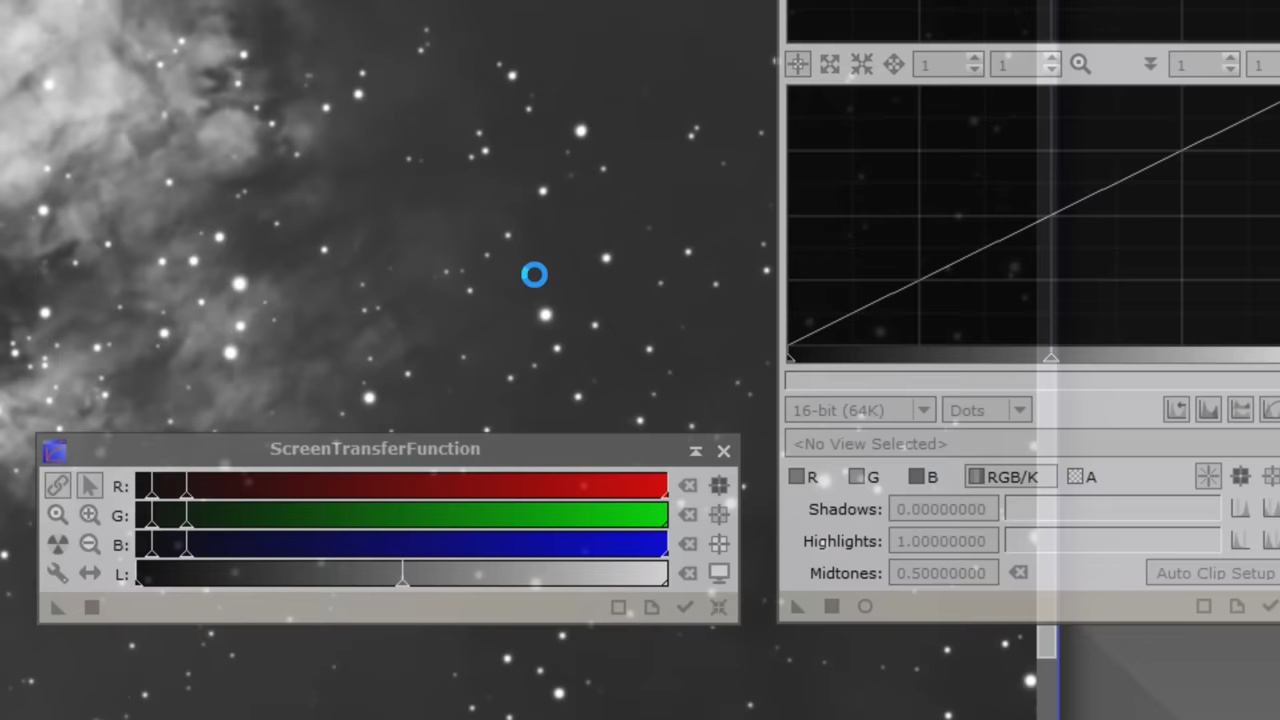 1 1 1 1
16-bit (64K) Dots
<No View Selected>
ScreenTransferFunction
R:
G:
B:
L:
R G B RGB/K A
Shadows: 0.00000000
Highlights: 1.00000000
Midtones: 0.50000000 Auto Clip Setup